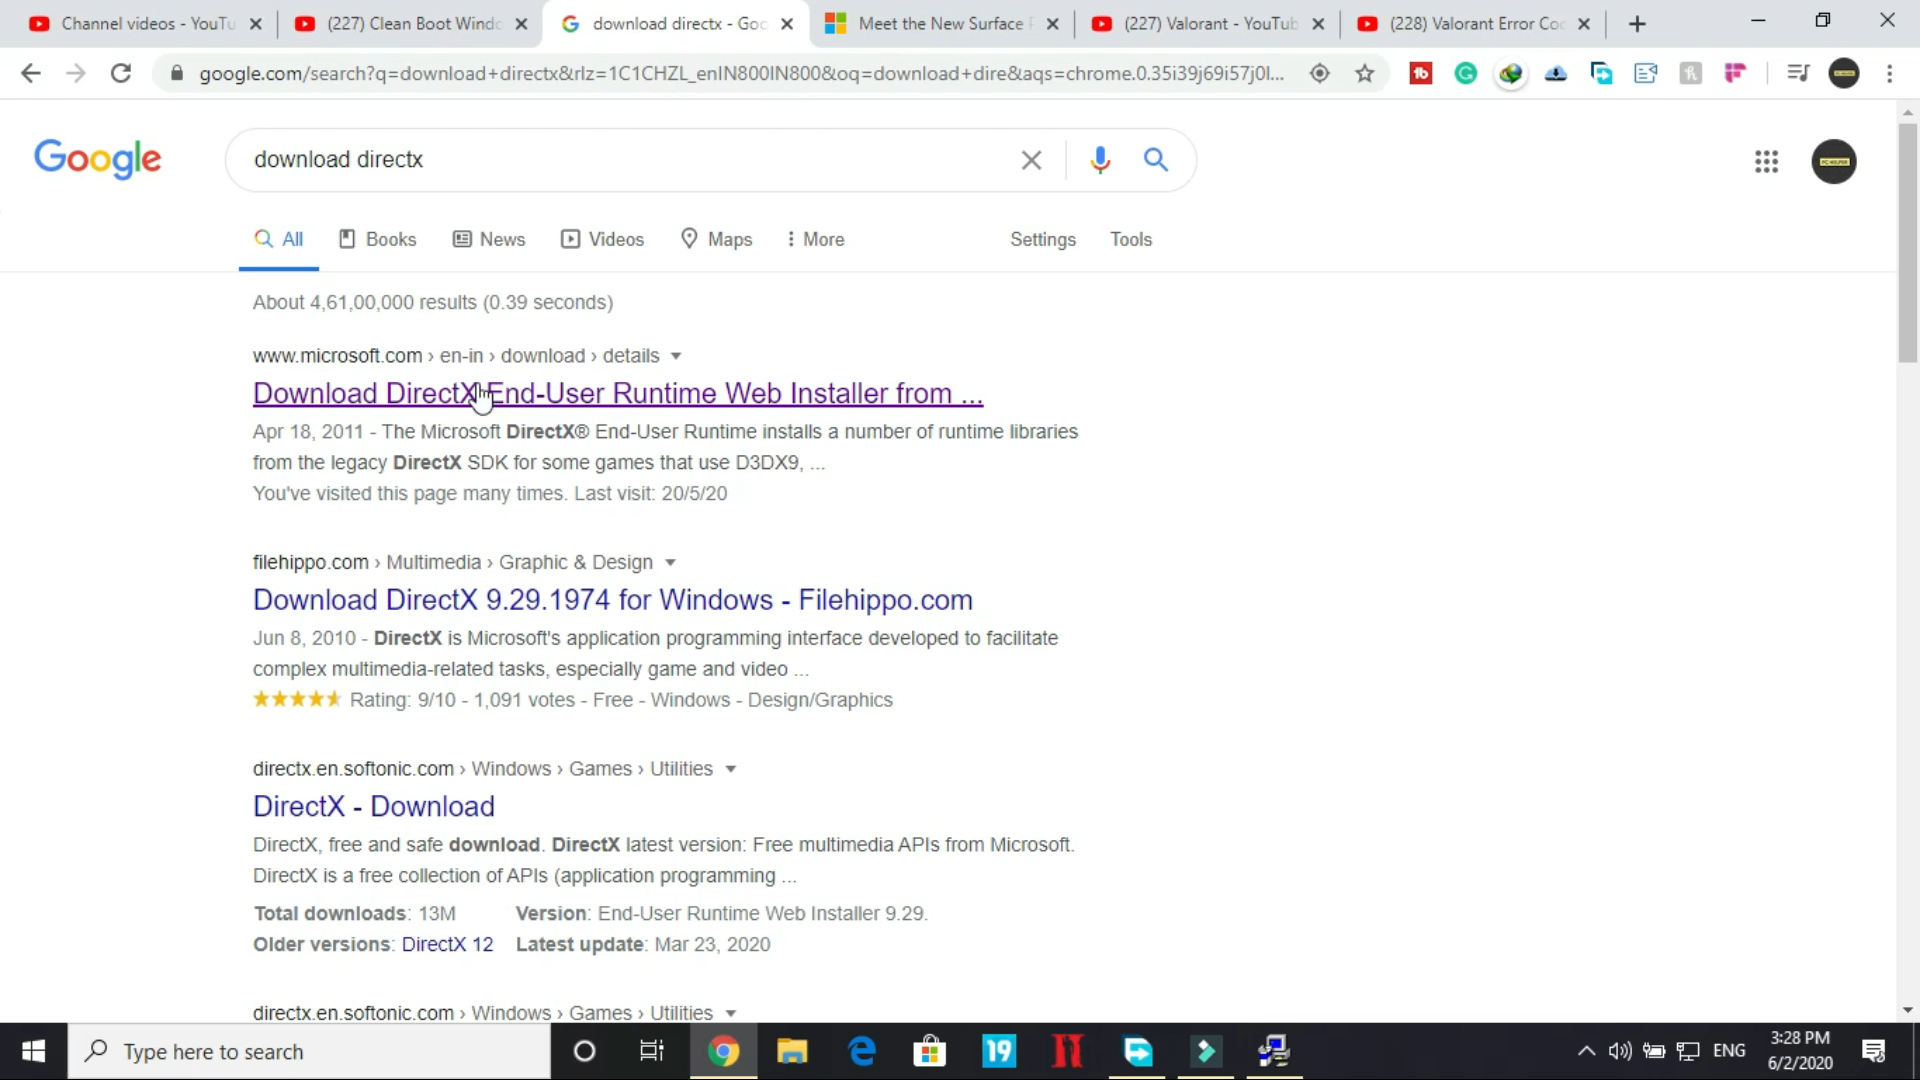 Channel videos - YouTu
(227) Clean Boot Windo
download directx - Goo
Meet the New Surface P
(227) Valorant - YouTub
(228) Valorant Error Coc
google.com/search?q=download+directx&rlz=1C1CHZL_enIN800IN800&oq=download+dire&aqs=chrome.0.35i39j69i57j0l...
Google
download directx
PC HELPER
All
Books
News
Videos
Maps
More
Settings
Tools
About 4,61,00,000 results (0.39 seconds)
www.microsoft.com › en-in › download › details
Download DirectX End-User Runtime Web Installer from ...
Apr 18, 2011 - The Microsoft DirectX® End-User Runtime installs a number of runtime libraries
from the legacy DirectX SDK for some games that use D3DX9, ...
You've visited this page many times. Last visit: 20/5/20
filehippo.com › Multimedia › Graphic & Design
Download DirectX 9.29.1974 for Windows - Filehippo.com
Jun 8, 2010 - DirectX is Microsoft's application programming interface developed to facilitate
complex multimedia-related tasks, especially game and video ...
Rating: 9/10 - 1,091 votes - Free - Windows - Design/Graphics
directx.en.softonic.com › Windows › Games › Utilities
DirectX - Download
DirectX, free and safe download. DirectX latest version: Free multimedia APIs from Microsoft.
DirectX is a free collection of APIs (application programming ...
Total downloads: 13M Version: End-User Runtime Web Installer 9.29.
Older versions: DirectX 12 Latest update: Mar 23, 2020
directx.en.softonic.com › Windows › Games › Utilities
Type here to search
19
ENG
3:28 PM
6/2/2020